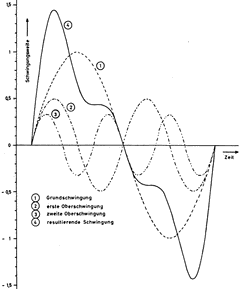 1,5
Schwingungsweite
④
1,0
①
0,5
②
③
0
Zeit
① Grundschwingung
② erste Oberschwingung
③ zweite Oberschwingung
④ resultierende Schwingung
-0,5
-1
-1,5